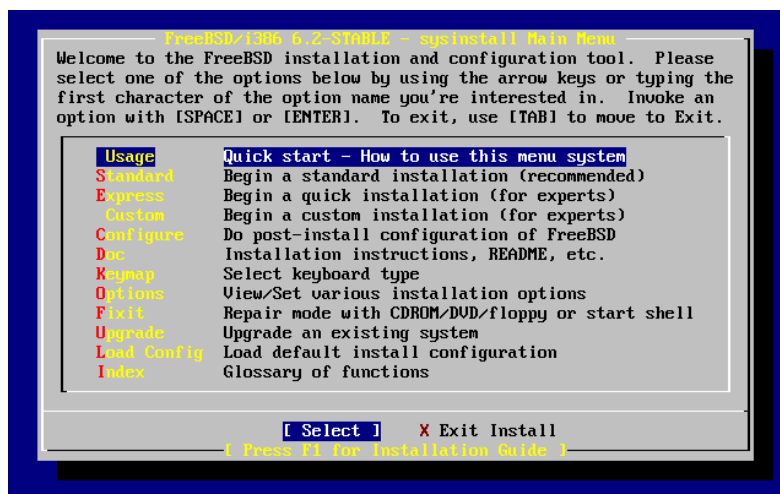 FreeBSD/i386 6.2-STABLE - sysinstall Main Menu
Welcome to the FreeBSD installation and configuration tool.  Please
select one of the options below by using the arrow keys or typing the
first character of the option name you're interested in.  Invoke an
option with [SPACE] or [ENTER].  To exit, use [TAB] to move to Exit.
Usage Quick start - How to use this menu system
Standard Begin a standard installation (recommended)
Express Begin a quick installation (for experts)
Custom Begin a custom installation (for experts)
Configure Do post-install configuration of FreeBSD
Doc Installation instructions, README, etc.
Keymap Select keyboard type
Options View/Set various installation options
Fixit Repair mode with CDROM/DVD/floppy or start shell
Upgrade Upgrade an existing system
Load Config Load default install configuration
Index Glossary of functions
[ Select ] X Exit Install
[ Press F1 for Installation Guide ]